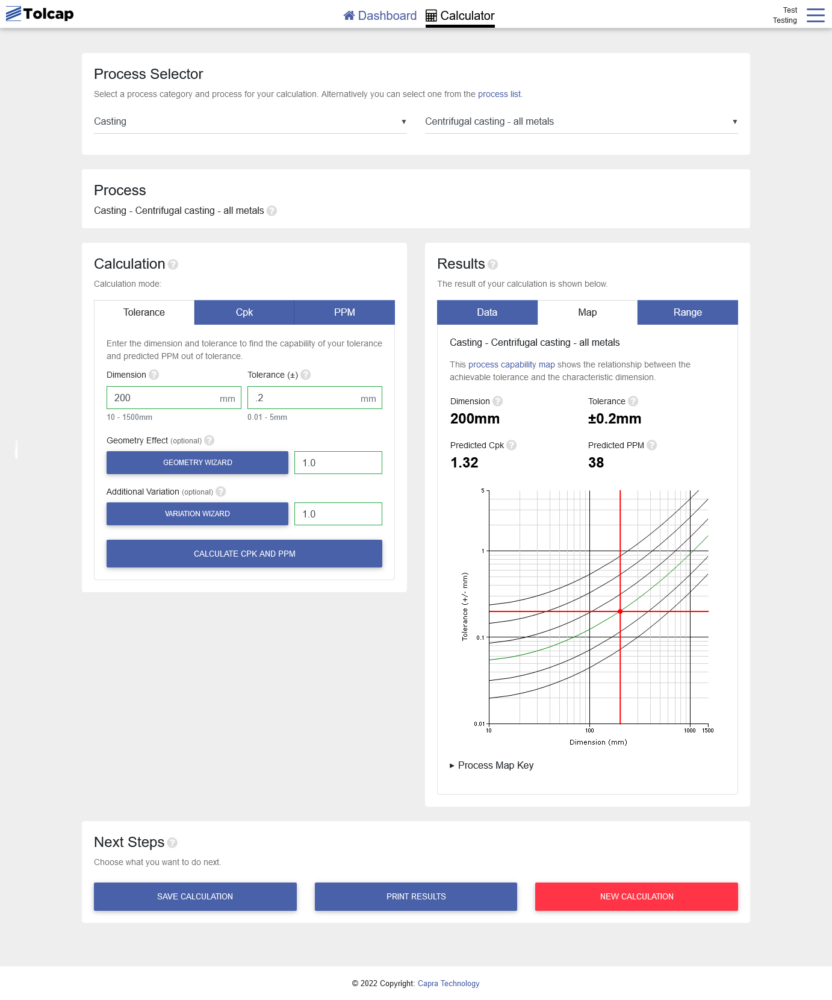 Tolcap
Dashboard
Calculator
Test
Testing
Process Selector
Select a process category and process for your calculation. Alternatively you can select one from the process list.
Casting
Centrifugal casting - all metals
Process
Casting - Centrifugal casting - all metals
Calculation
Calculation mode:
Tolerance
Cpk
PPM
Enter the dimension and tolerance to find the capability of your tolerance
and predicted PPM out of tolerance.
Dimension
Tolerance (±)
200 mm
.2 mm
10 - 1500mm
0.01 - 5mm
Geometry Effect (optional)
GEOMETRY WIZARD
1.0
Additional Variation (optional)
VARIATION WIZARD
1.0
CALCULATE CPK AND PPM
Results
The result of your calculation is shown below.
Data
Map
Range
Casting - Centrifugal casting - all metals
This process capability map shows the relationship between the
achievable tolerance and the characteristic dimension.
Dimension
Tolerance
200mm
±0.2mm
Predicted Cpk
Predicted PPM
1.32
38
5
1
Tolerance (+/- mm)
0.1
0.01
10
100
1000
1500
Dimension (mm)
Process Map Key
Next Steps
Choose what you want to do next.
SAVE CALCULATION
PRINT RESULTS
NEW CALCULATION
© 2022 Copyright: Capra Technology